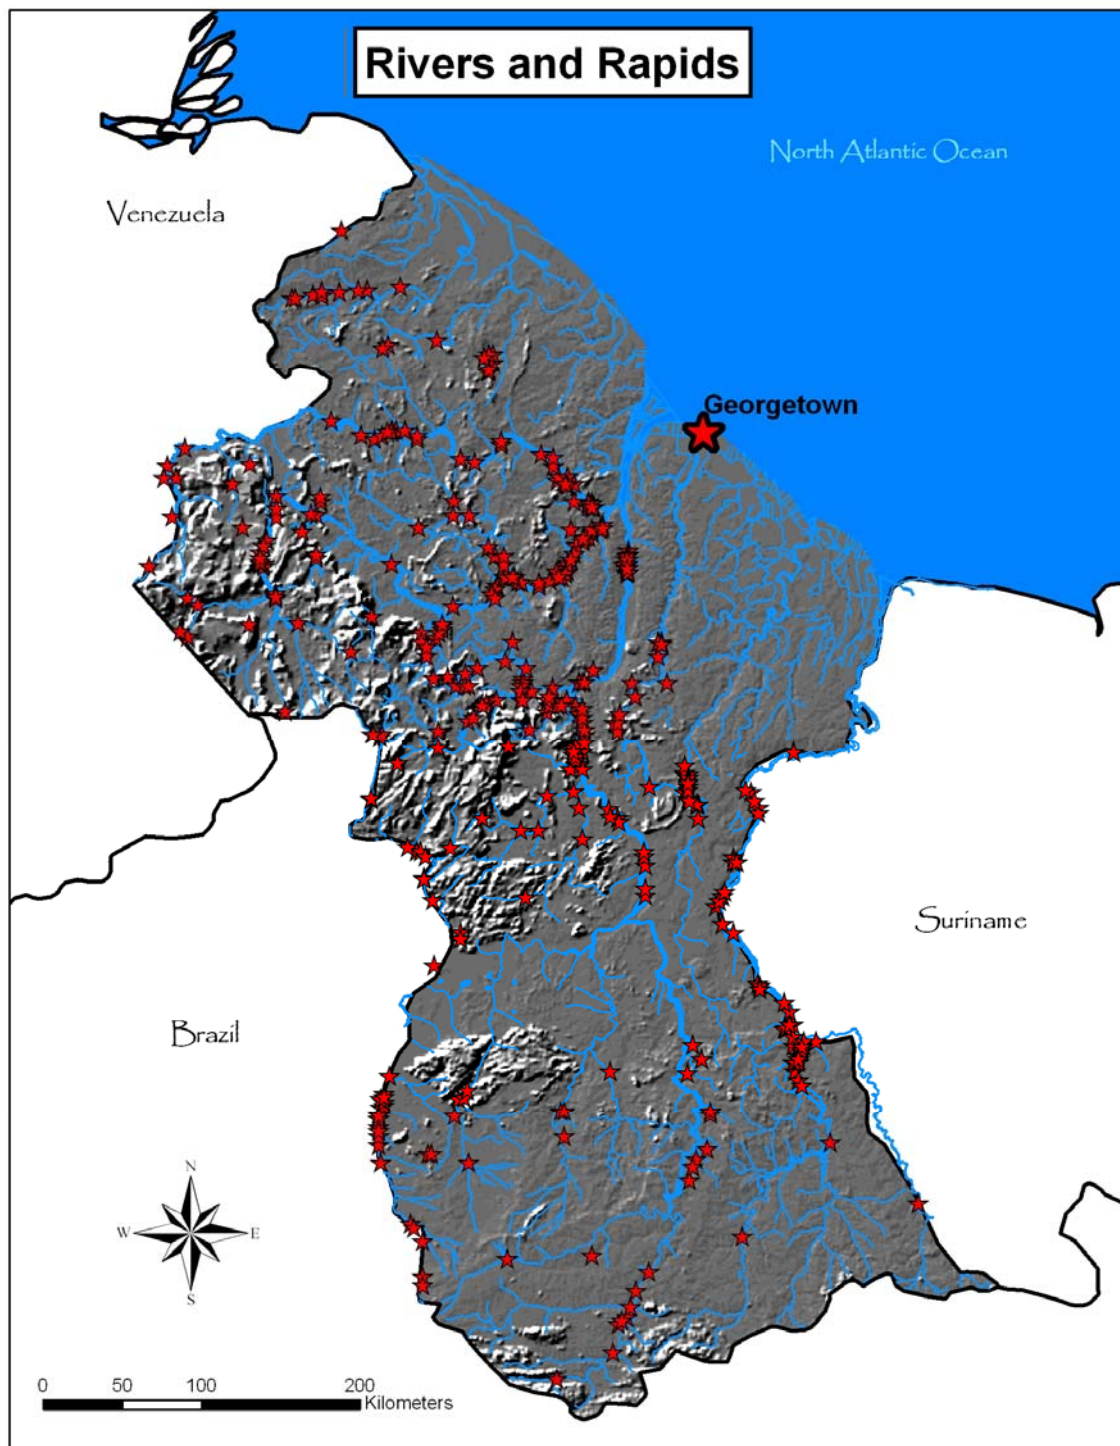 Rivers and Rapids
North Atlantic Ocean
Venezuela
Georgetown
Suriname
Brazil
N
W E
S
0 50 100 200
Kilometers